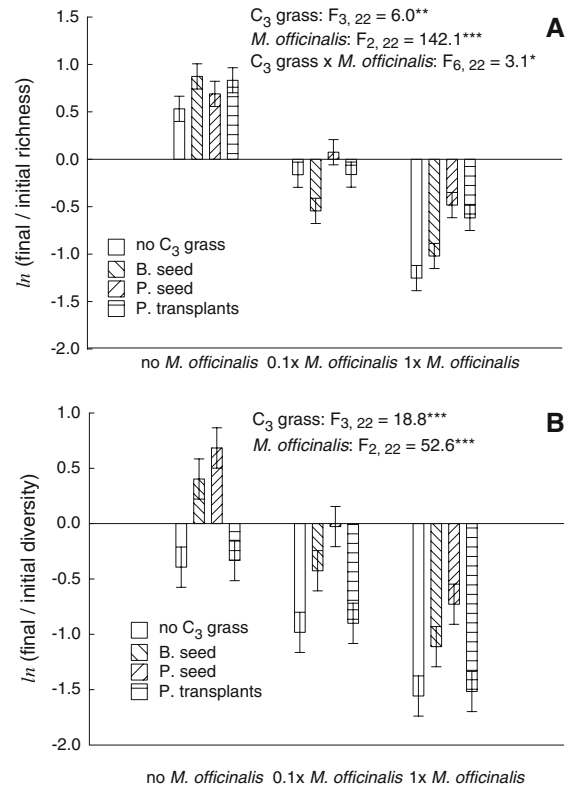 C3 grass: F3, 22 = 6.0**
A
M. officinalis: F2, 22 = 142.1***
C3 grass x M. officinalis: F6, 22 = 3.1*
ln (final / initial richness)
1.5
1.0
0.5
0.0
-0.5
-1.0
-1.5
-2.0
no C3 grass
B. seed
P. seed
P. transplants
no M. officinalis 0.1x M. officinalis 1x M. officinalis
C3 grass: F3, 22 = 18.8***
B
M. officinalis: F2, 22 = 52.6***
ln (final / initial diversity)
1.0
0.5
0.0
-0.5
-1.0
-1.5
-2.0
no C3 grass
B. seed
P. seed
P. transplants
no M. officinalis 0.1x M. officinalis 1x M. officinalis